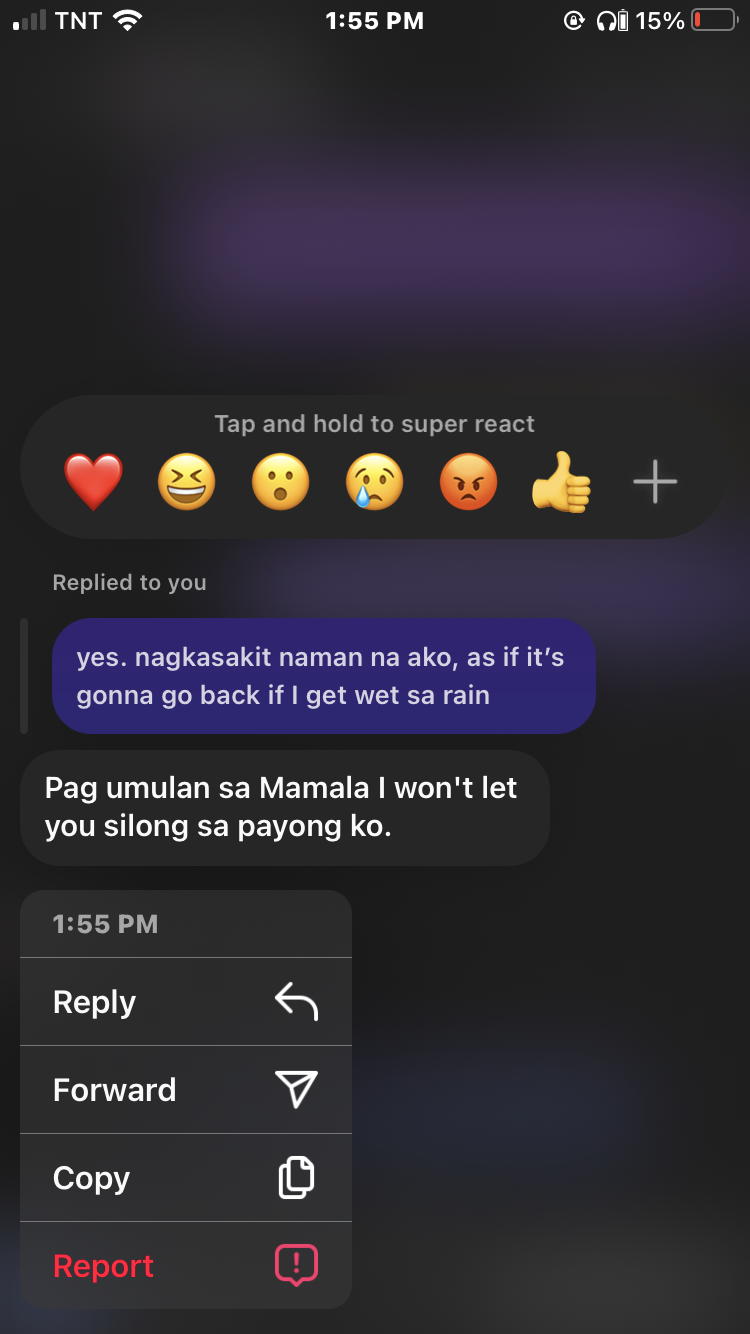 TNT 1:55 PM 15%
Tap and hold to super react
Replied to you
yes. nagkasakit naman na ako, as if it’s
gonna go back if I get wet sa rain
Pag umulan sa Mamala I won't let
you silong sa payong ko.
1:55 PM
Reply
Forward
Copy
Report